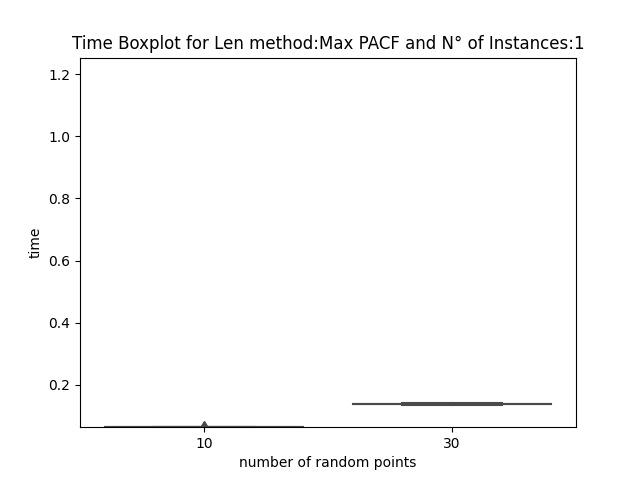 Time Boxplot for Len method:Max PACF and N° of Instances:1
1.2
1.0
0.8
0.6
0.4
0.2
time
10 30
number of random points